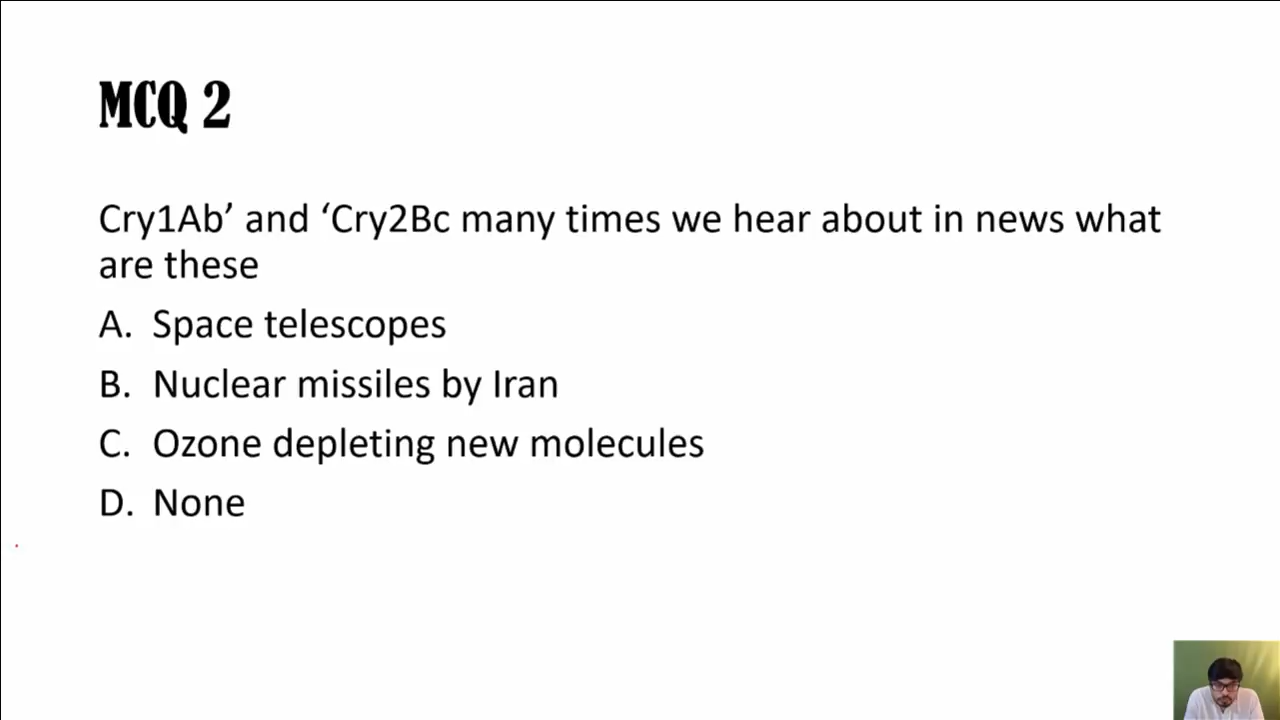 MCQ 2
Cry1Ab’ and ‘Cry2Bc many times we hear about in news what
are these
A. Space telescopes
B. Nuclear missiles by Iran
C. Ozone depleting new molecules
D. None